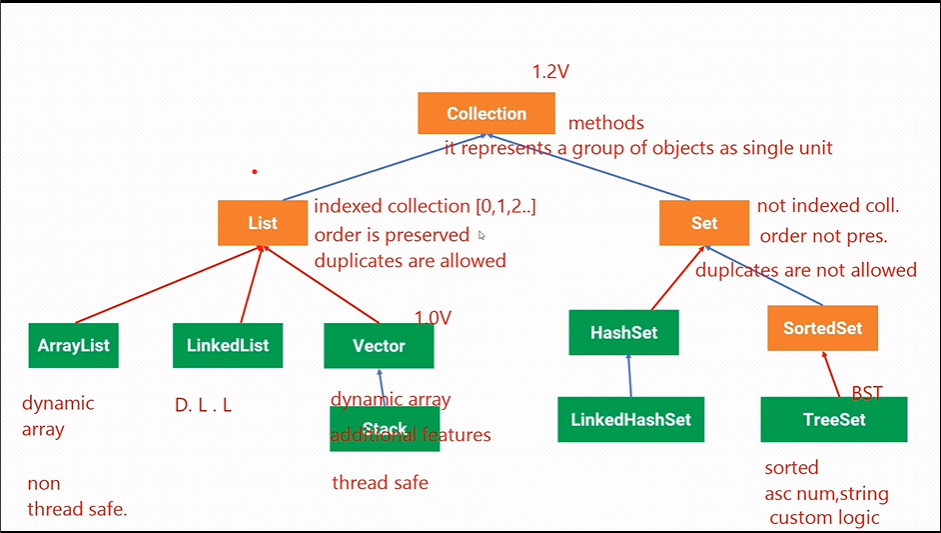 1.2V
Collection
methods
it represents a group of objects as single unit
List
indexed collection [0,1,2..]
order is preserved
duplicates are allowed
Set
not indexed coll.
order not pres.
duplcates are not allowed
1.0V
ArrayList
LinkedList
Vector
HashSet
SortedSet
dynamic
array
D. L . L
dynamic array
Stack
additional features
LinkedHashSet
BST
TreeSet
non
thread safe.
thread safe
sorted
asc num,string
custom logic